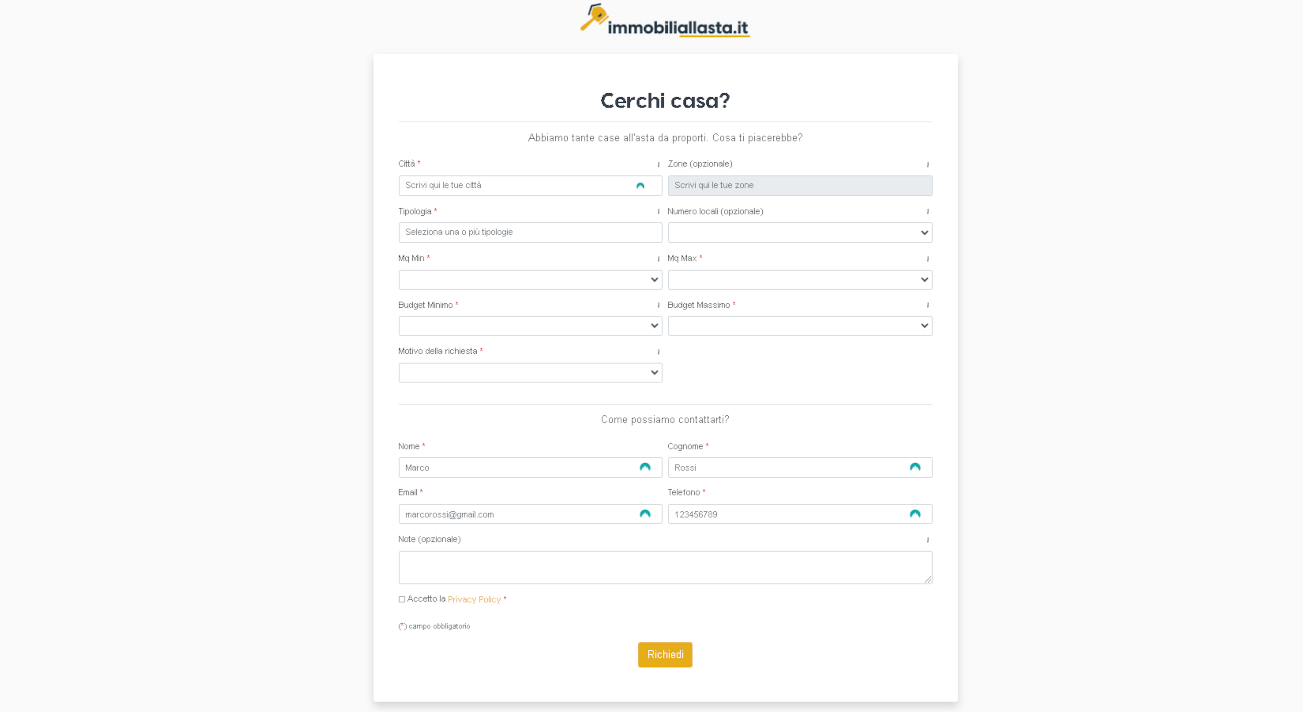 immobiliallasta.it
Cerchi casa?
Abbiamo tante case all'asta da proporti. Cosa ti piacerebbe?
Città * i Zone (opzionale) i
Scrivi qui le tue città Scrivi qui le tue zone
Tipologia * i Numero locali (opzionale) i
Seleziona una o più tipologie
Mq Min * i Mq Max * i
Budget Minimo * i Budget Massimo * i
Motivo della richiesta * i
Come possiamo contattarti?
Nome * Cognome *
Marco Rossi
Email * Telefono *
marcorossi@gmail.com 123456789
Note (opzionale) i
Accetto la Privacy Policy *
(*) campo obbligatorio
Richiedi